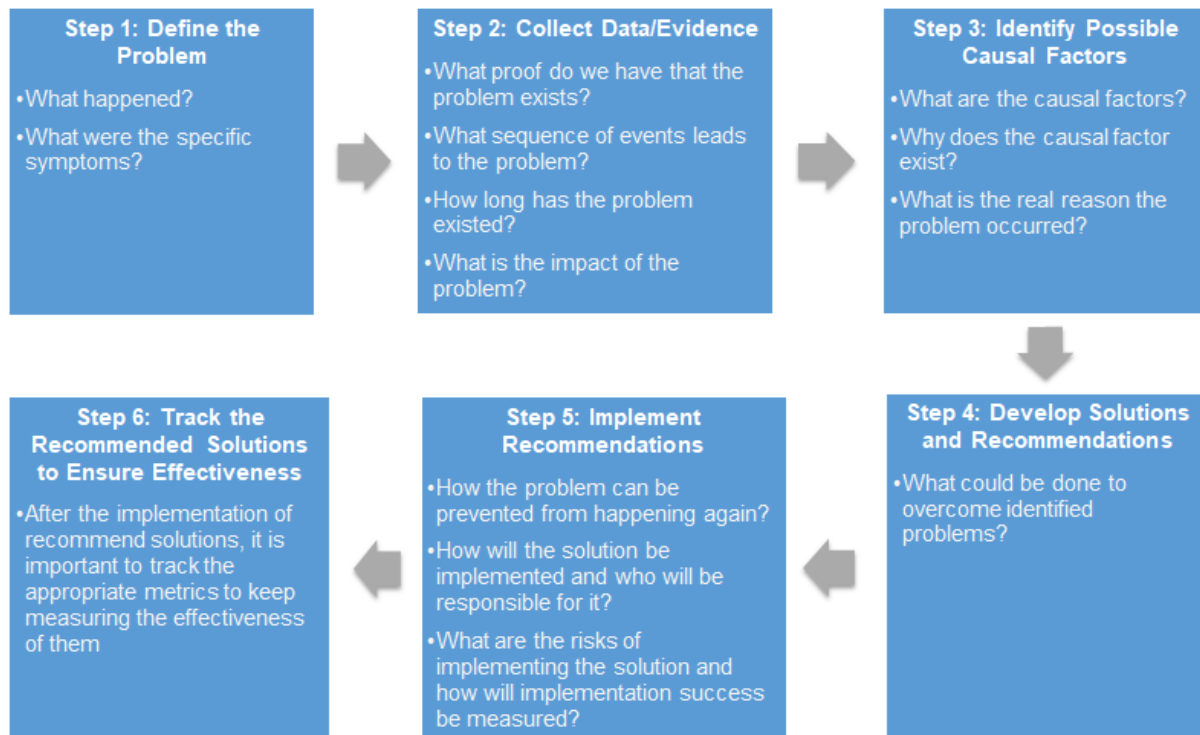 Step 1: Define the
Problem
•What happened?
•What were the specific
symptoms?
Step 2: Collect Data/Evidence
•What proof do we have that the
problem exists?
•What sequence of events leads
to the problem?
•How long has the problem
existed?
•What is the impact of the
problem?
Step 3: Identify Possible
Causal Factors
•What are the causal factors?
•Why does the causal factor
exist?
•What is the real reason the
problem occurred?
Step 4: Develop Solutions
and Recommendations
•What could be done to
overcome identified
problems?
Step 5: Implement
Recommendations
•How the problem can be
prevented from happening again?
•How will the solution be
implemented and who will be
responsible for it?
•What are the risks of
implementing the solution and
how will implementation success
be measured?
Step 6: Track the
Recommended Solutions
to Ensure Effectiveness
•After the implementation of
recommend solutions, it is
important to track the
appropriate metrics to keep
measuring the effectiveness
of them